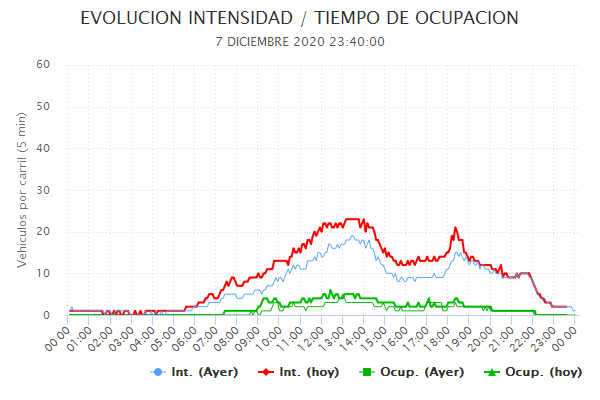 EVOLUCION INTENSIDAD / TIEMPO DE OCUPACION
7 DICIEMBRE 2020 23:40:00
Vehiculos por carril (5 min)
60
50
40
30
20
10
0
00:00 01:00 02:00 03:00 04:00 05:00 06:00 07:00 08:00 09:00 10:00 11:00 12:00 13:00 14:00 15:00 16:00 17:00 18:00 19:00 20:00 21:00 22:00 23:00 00:00
Int. (Ayer) Int. (hoy) Ocup. (Ayer) Ocup. (hoy)